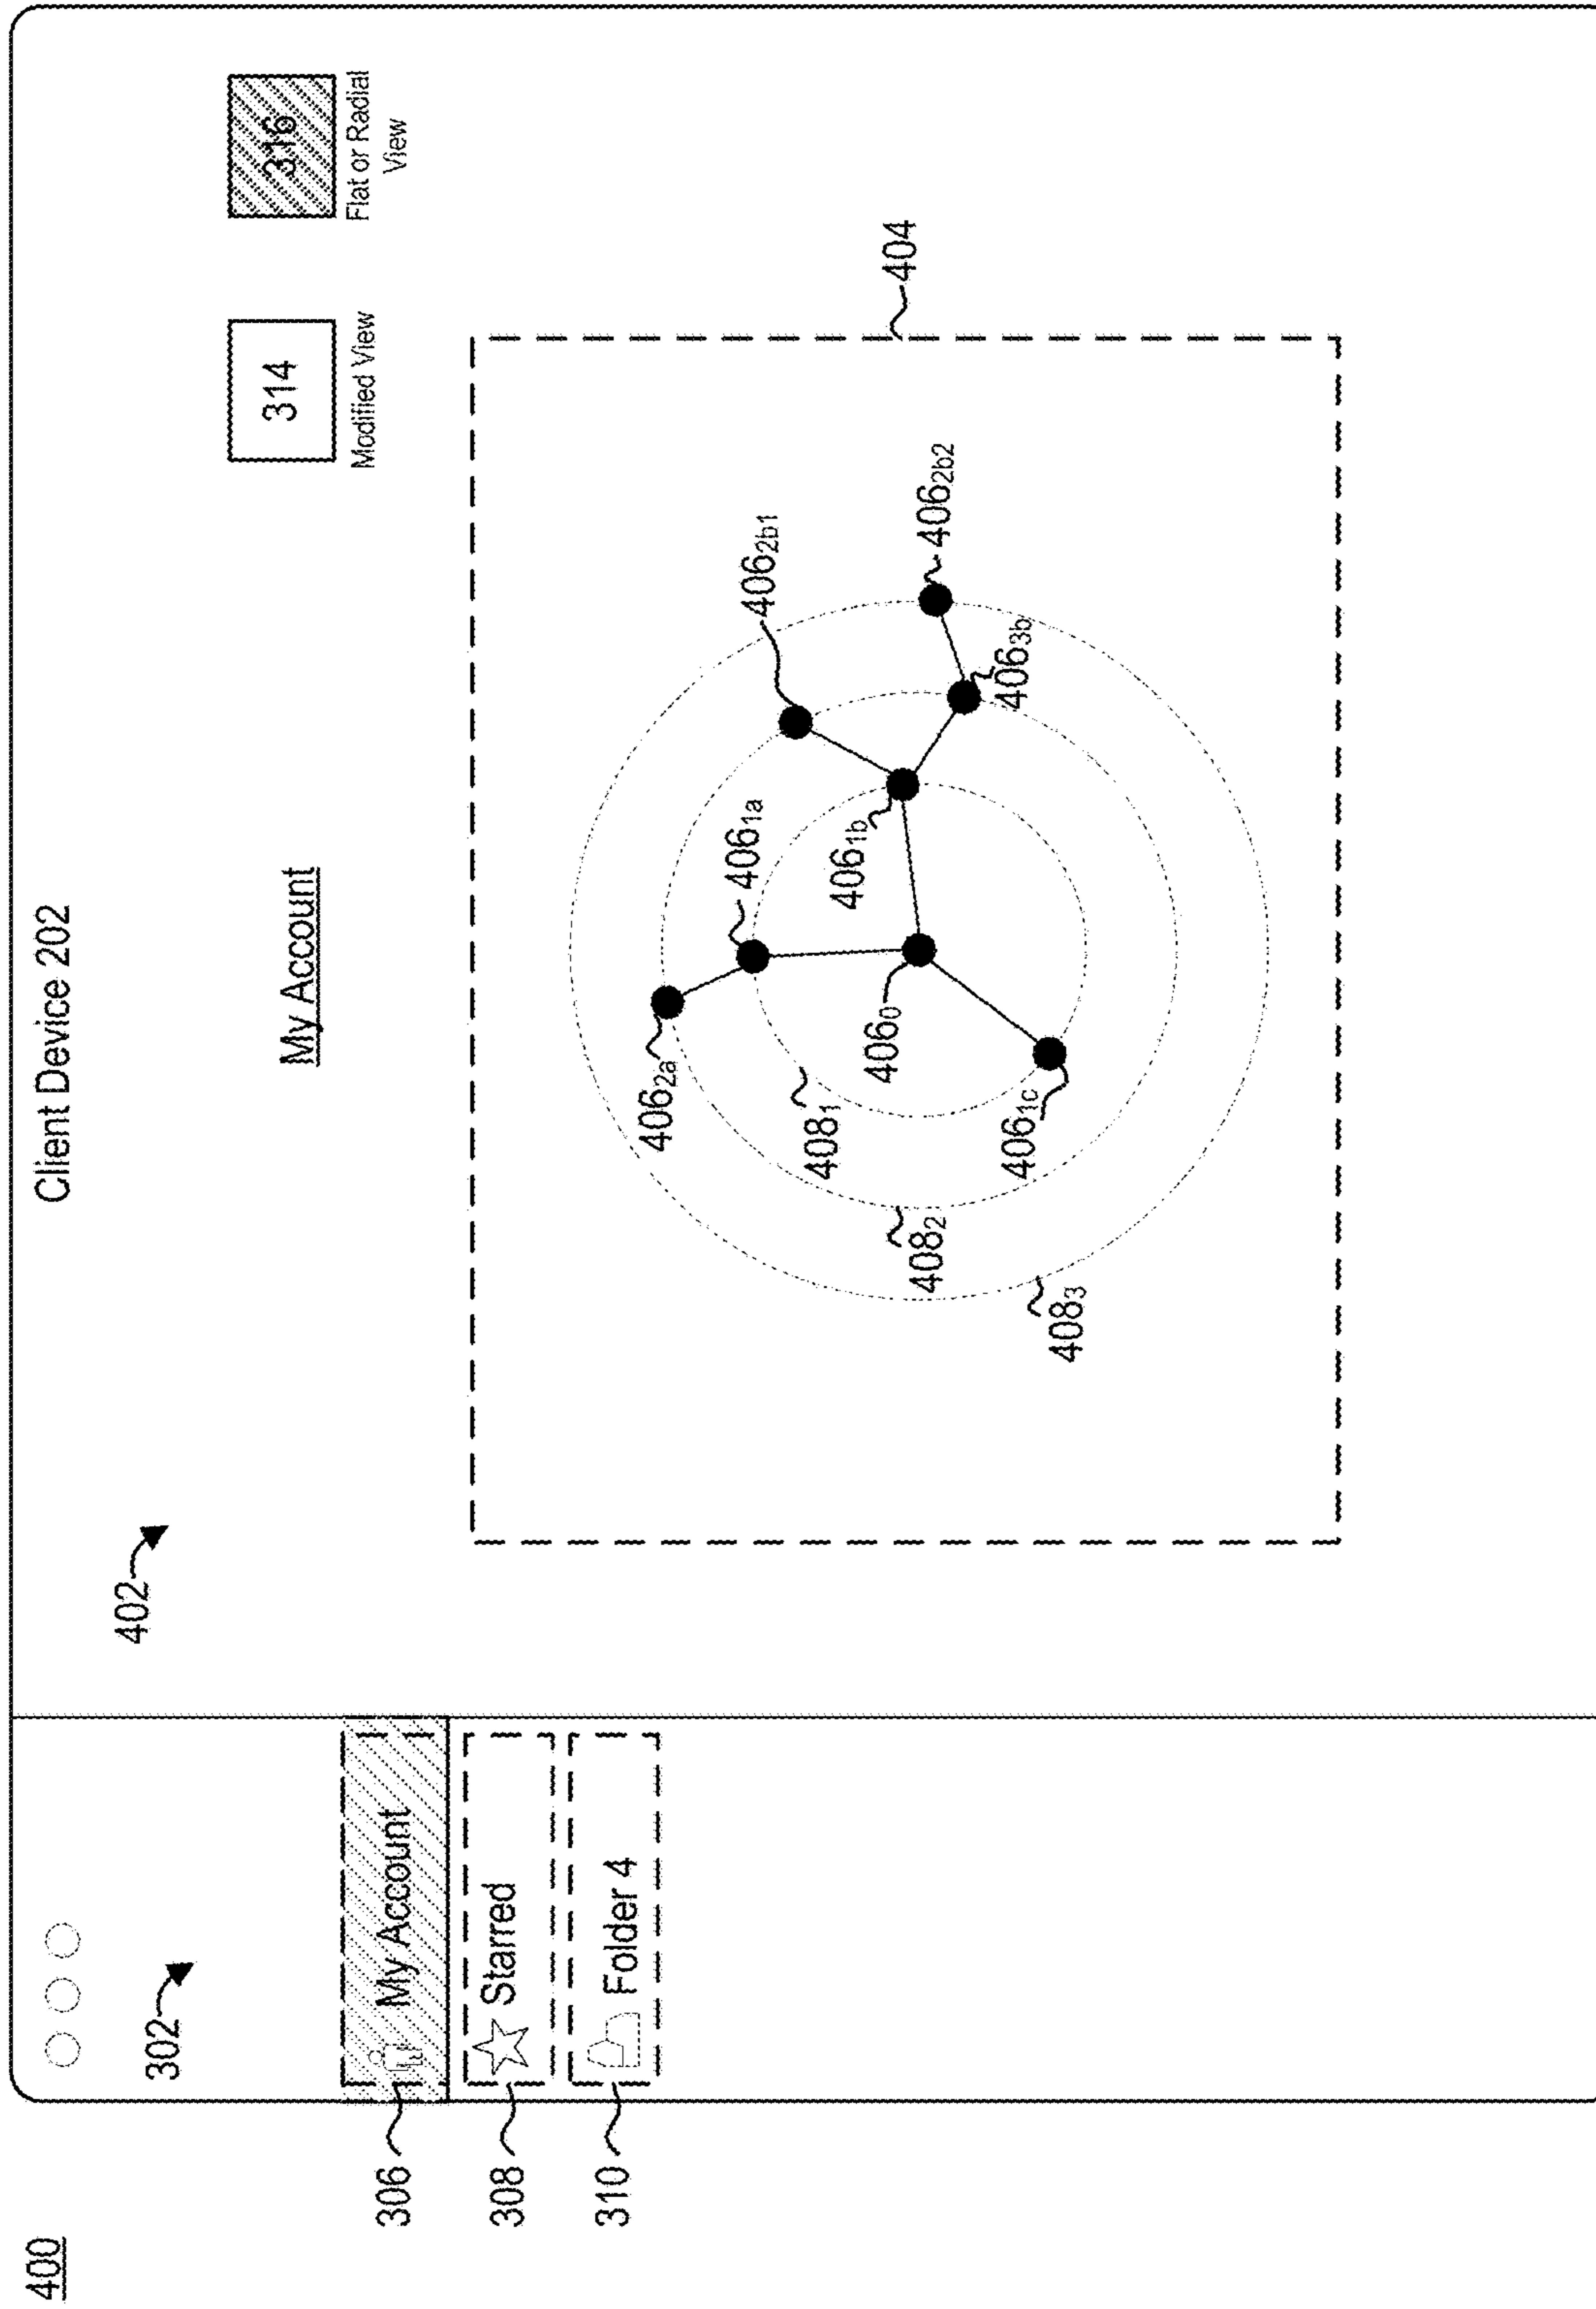 400
Client Device 202
302
402
My Account
314
Modified View
316
Flat or Radial
View
306
My Account
308
Starred
310
Folder 4
404
406₂ₐ
406₁ₐ
406₂b₁
408₁
406₀
406₁b
406₂b₂
406₃b
406₁c
408₂
408₃